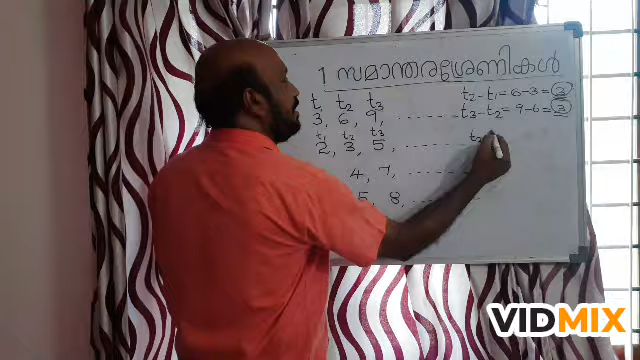 1 സമാന്തരശ്രേണികൾ
t₁ t₂ t₃ t₂-t₁ = 6-3 = 3
3, 6, 9, ........ t₃-t₂ = 9-6 = 3
t₁ t₂ t₃
2, 3, 5, ........ t₂
4, 7, ........
5, 8, ........
VIDMIX